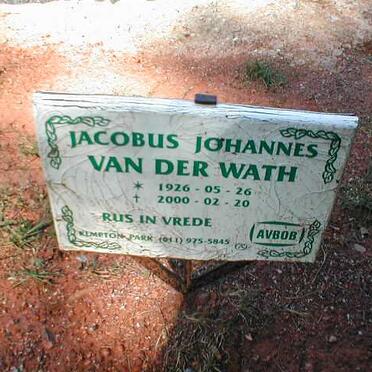 JACOBUS JOHANNES
VAN DER WATH
* 1926 - 05 - 26
† 2000 - 02 - 20
RUS IN VREDE
KEMPTON PARK (011) 975-5845
AVBOB